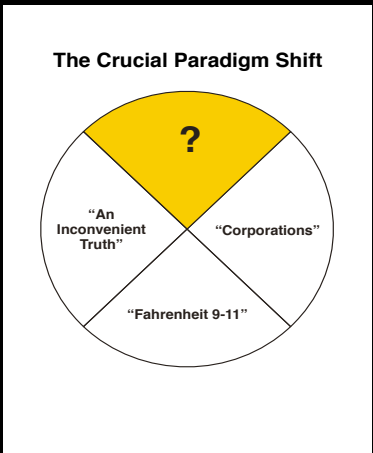 The Crucial Paradigm Shift
?
“An
Inconvenient
Truth”
“Corporations”
“Fahrenheit 9-11”